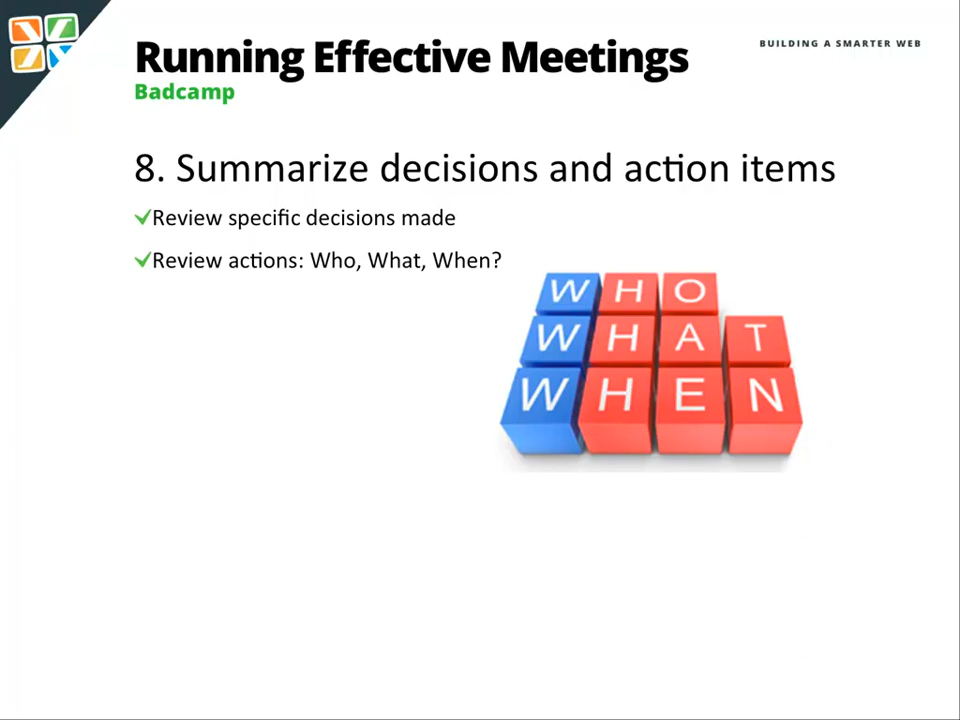 BUILDING A SMARTER WEB
Running Effective Meetings
Badcamp
8. Summarize decisions and action items
Review specific decisions made
Review actions: Who, What, When?
WHO
WHAT
WHEN